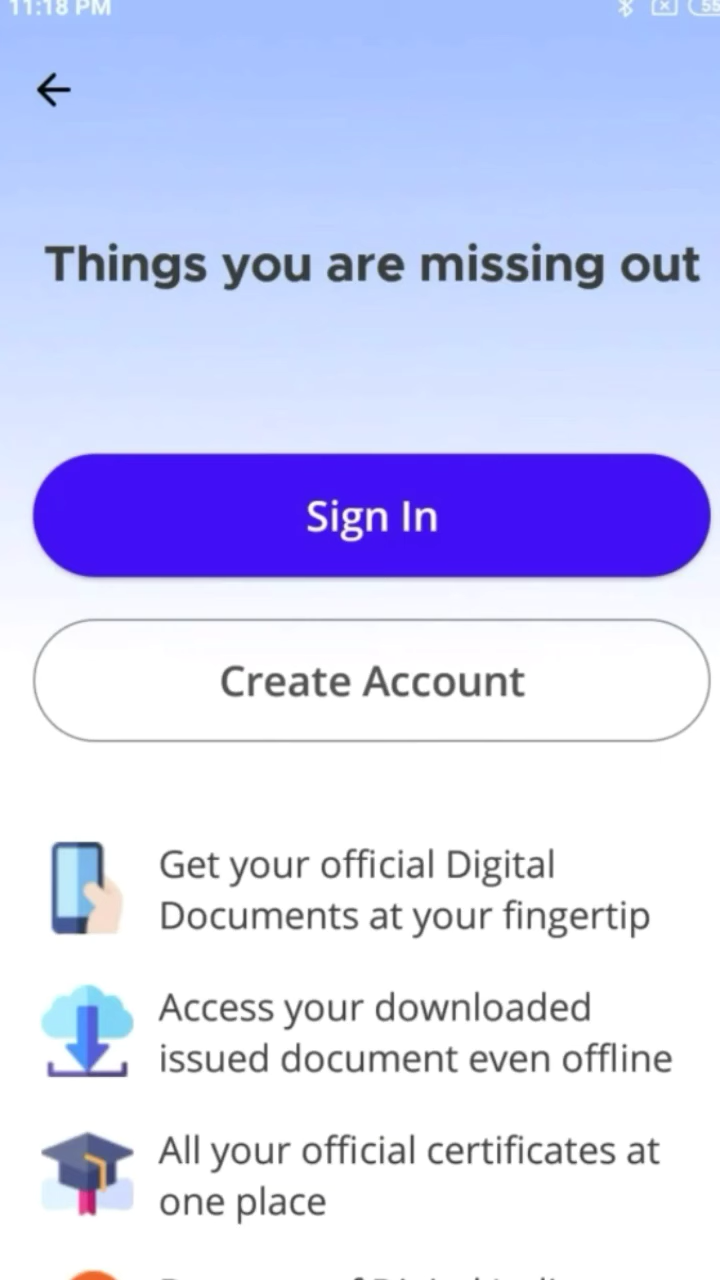 11:18 PM
55
Things you are missing out
Sign In
Create Account
Get your official Digital
Documents at your fingertip
Access your downloaded
issued document even offline
All your official certificates at
one place